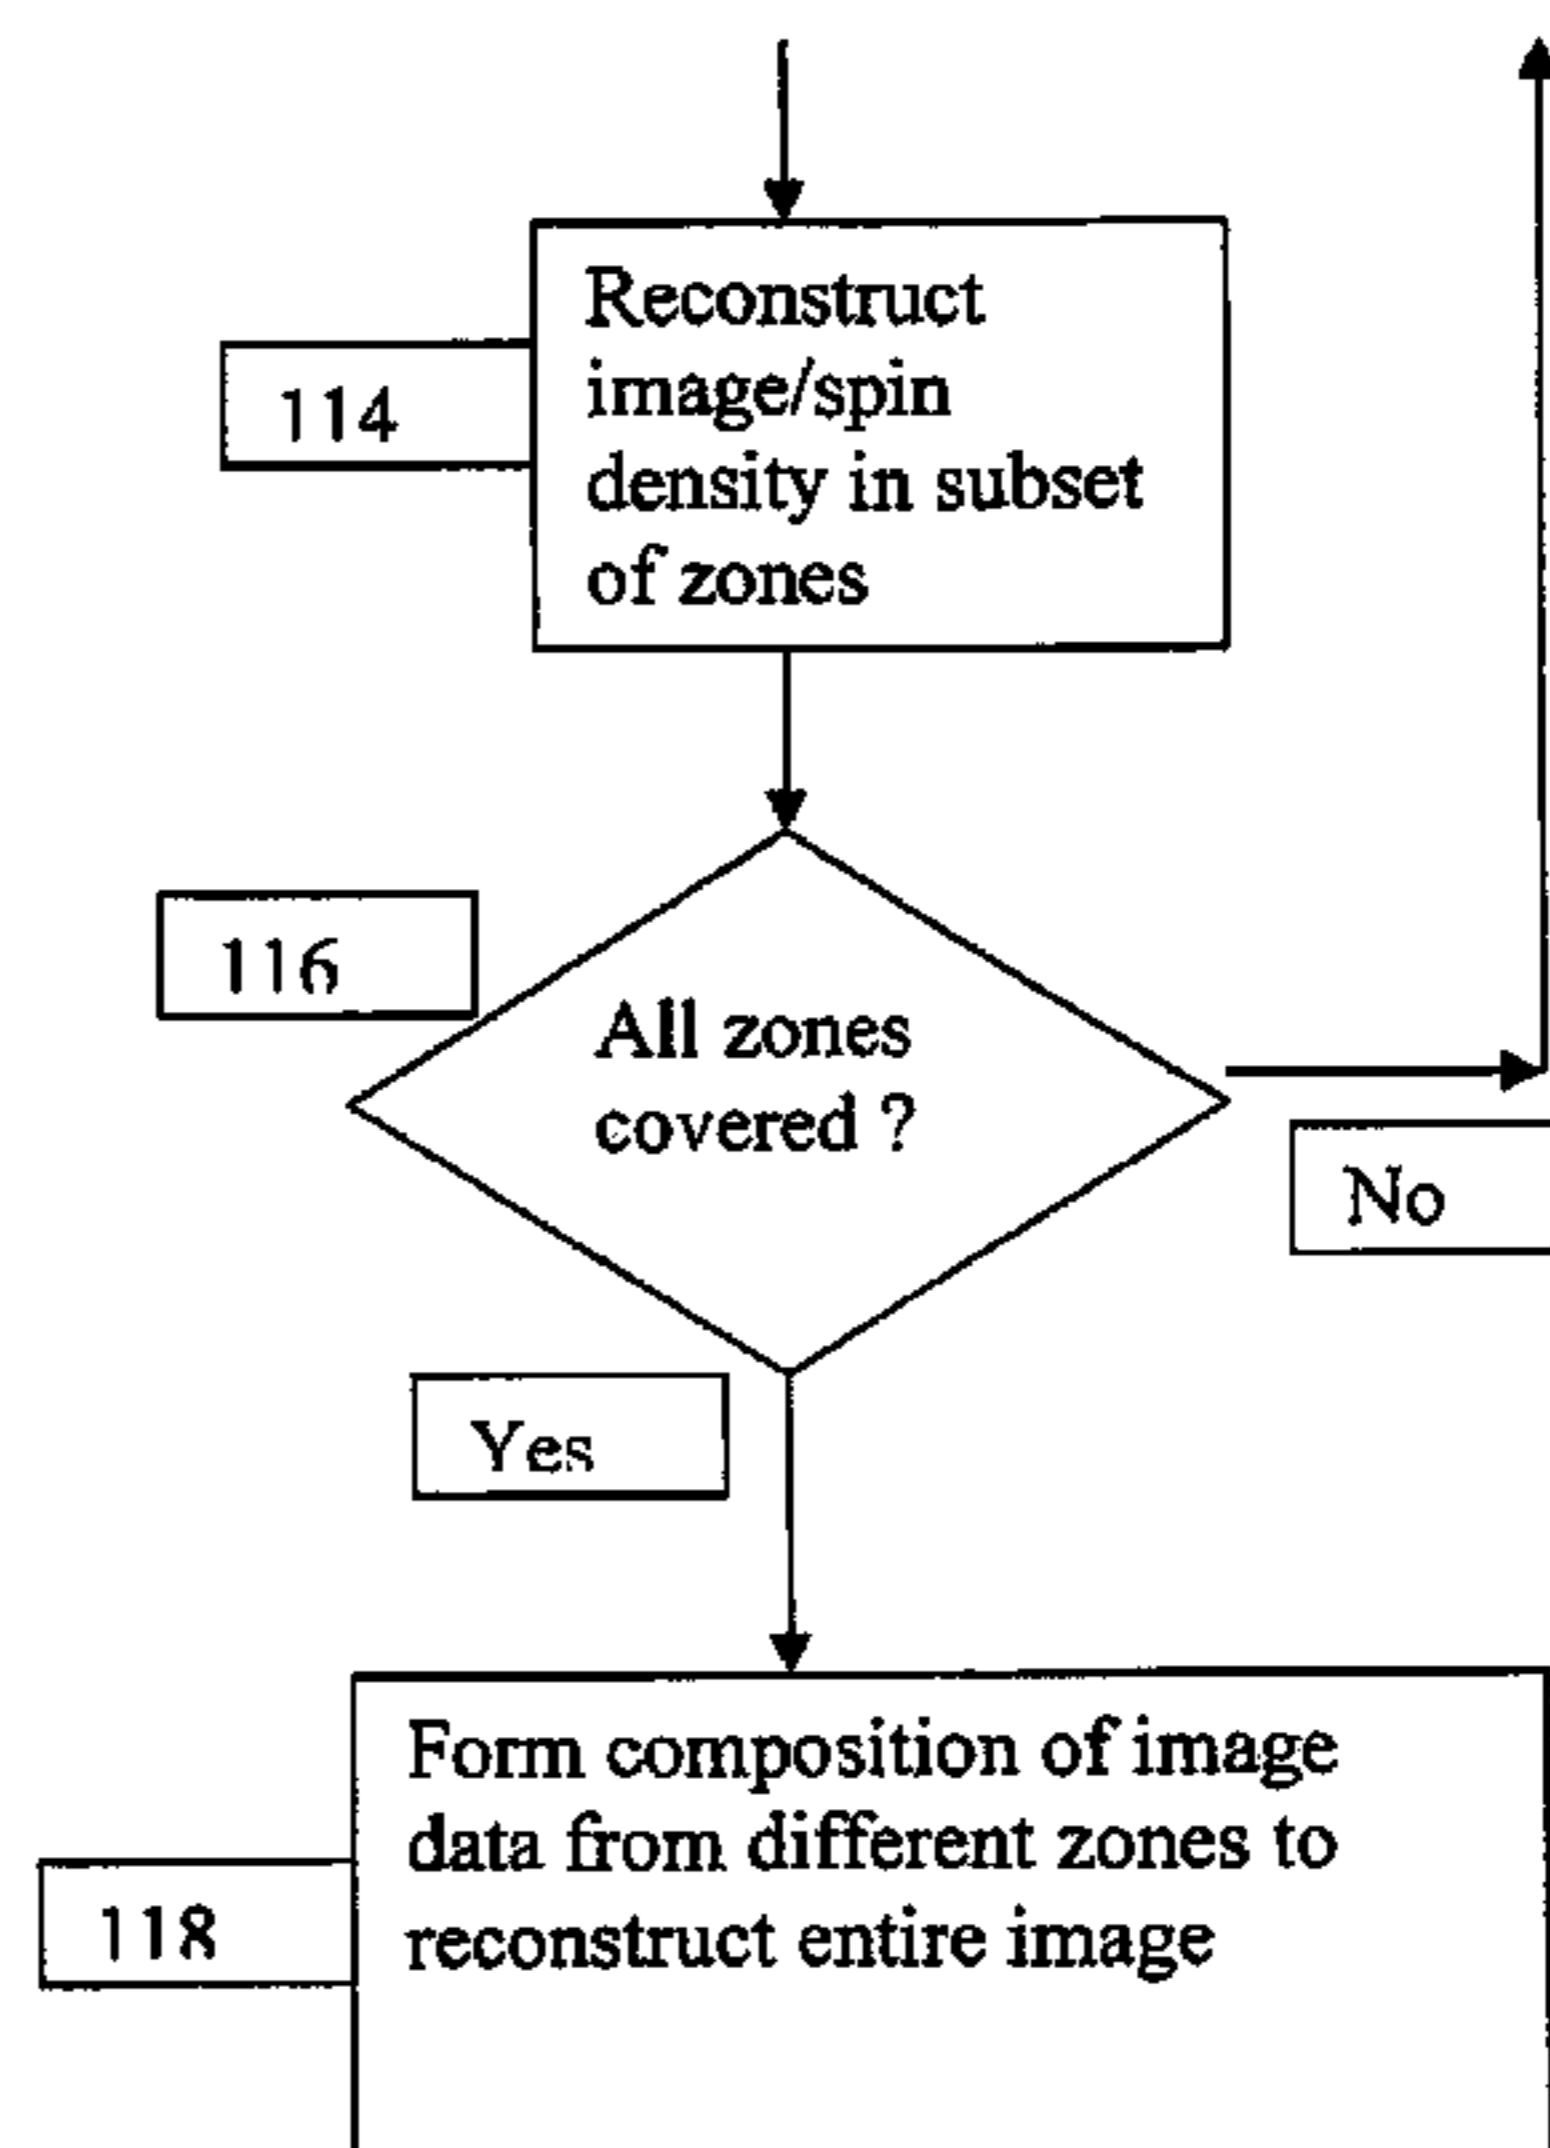 Reconstruct
image/spin
density in subset
of zones
114
116
All zones
covered ?
No
Yes
Form composition of image
data from different zones to
reconstruct entire image
118